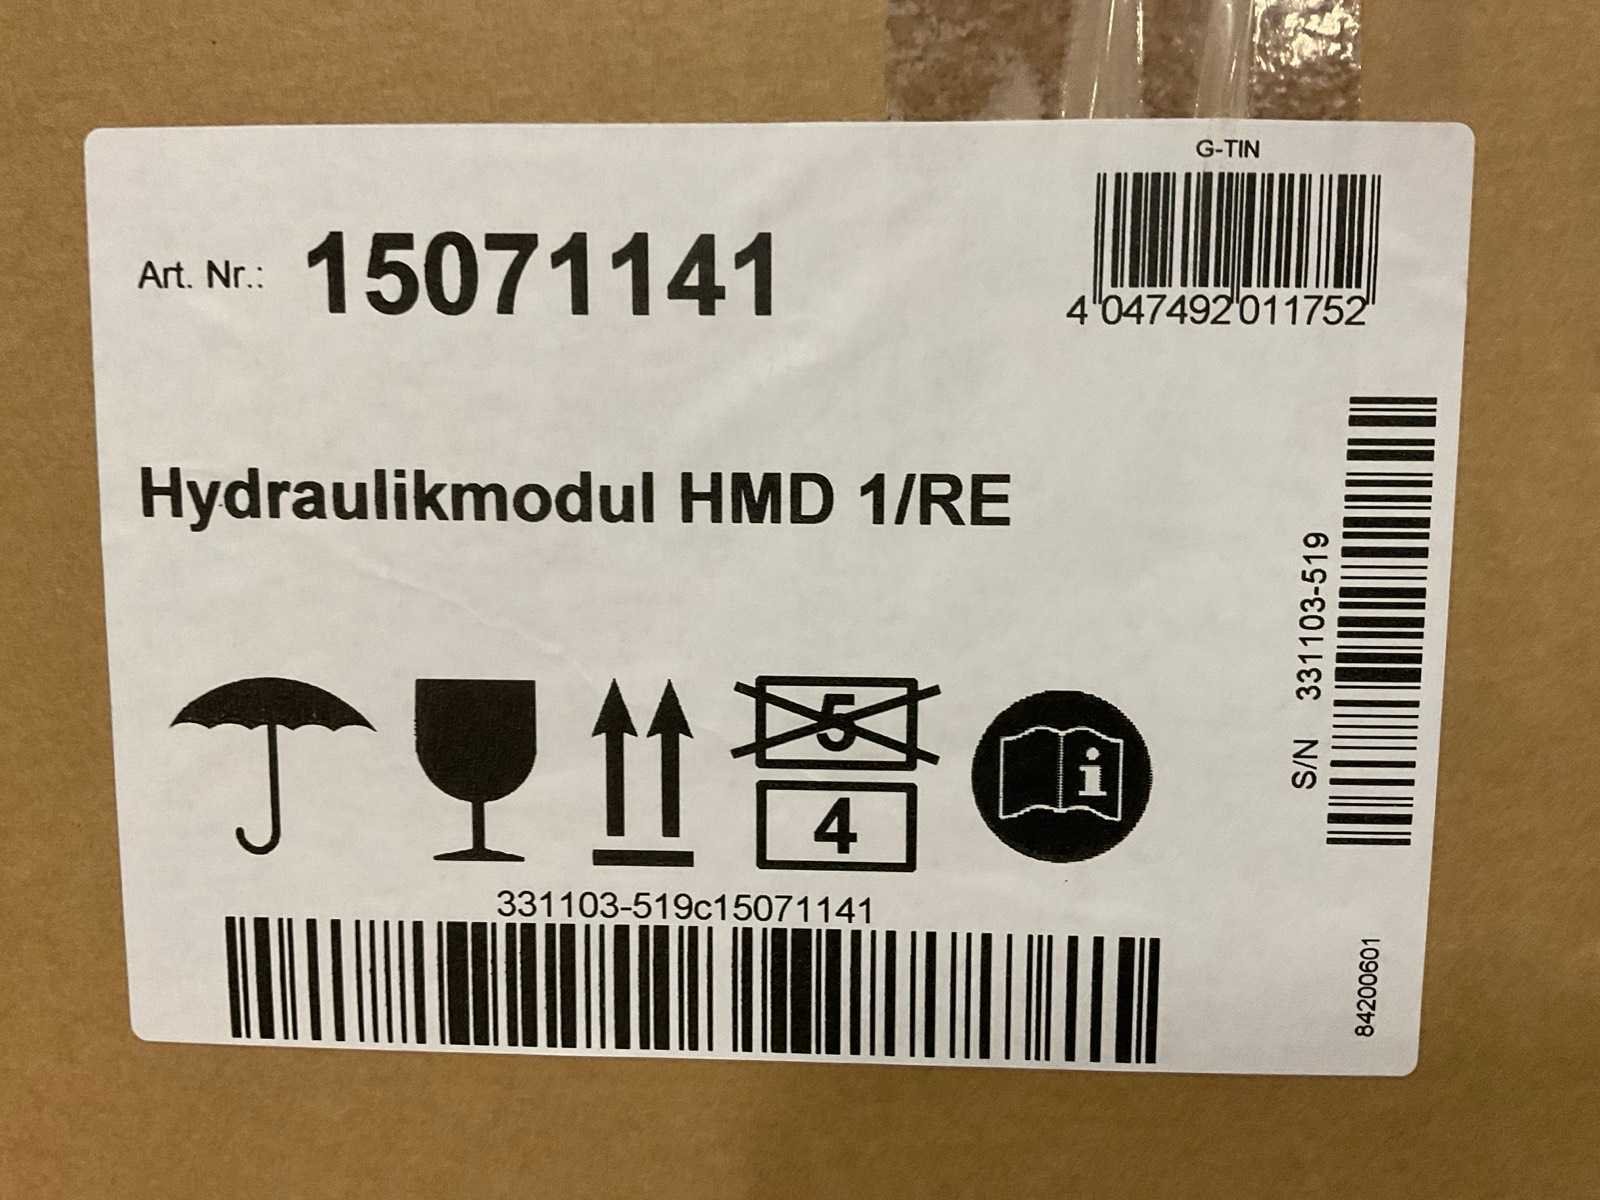 G-TIN
Art. Nr.: 15071141
4 047492 011752
Hydraulikmodul HMD 1/RE
S/N 331103-519
5
4
i
331103-519c15071141
84200601